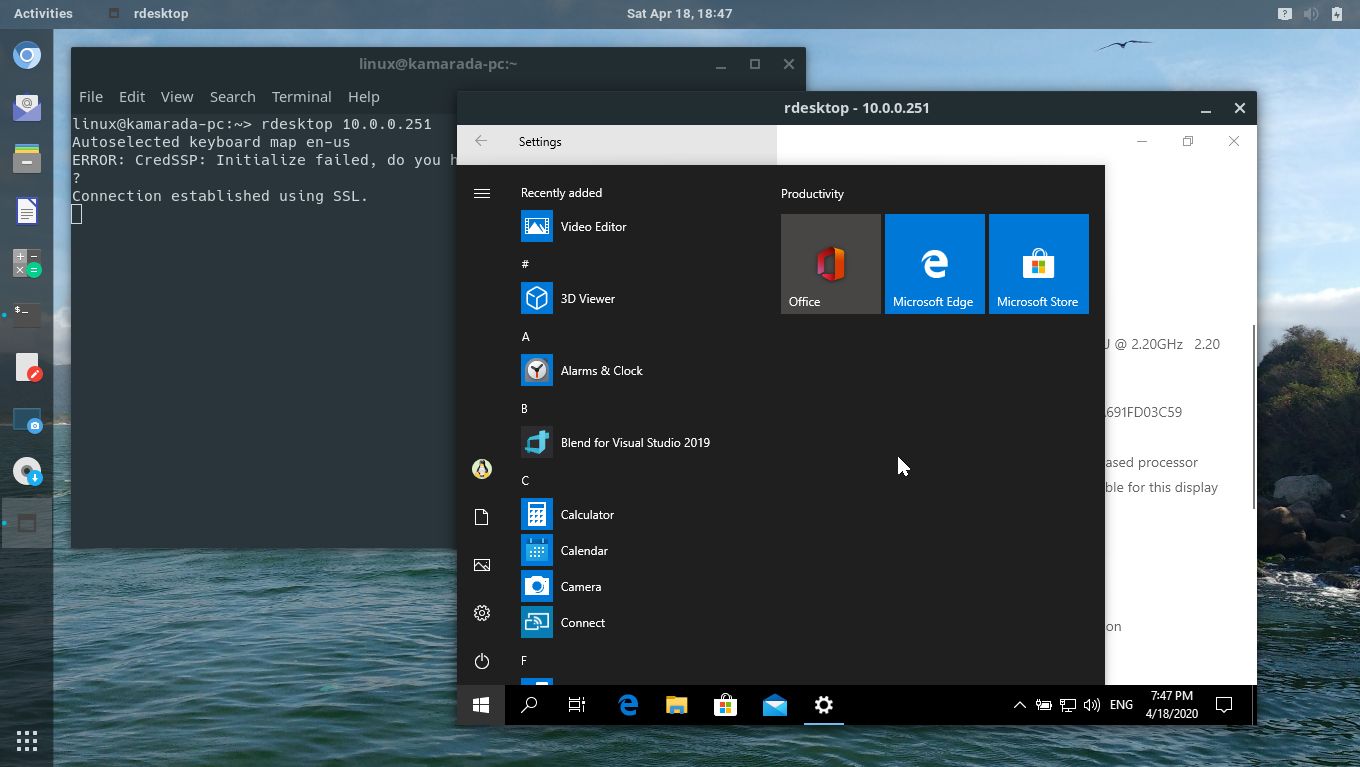 Activities
rdesktop
Sat Apr 18, 18:47
linux@kamarada-pc:~
File Edit View Search Terminal Help
linux@kamarada-pc:~> rdesktop 10.0.0.251
Autoselected keyboard map en-us
ERROR: CredSSP: Initialize failed, do you h
?
Connection established using SSL.
rdesktop - 10.0.0.251
Settings
Recently added
Video Editor
#
3D Viewer
A
Alarms & Clock
B
Blend for Visual Studio 2019
C
Calculator
Calendar
Camera
Connect
F
Productivity
Office
Microsoft Edge
Microsoft Store
@ 2.20GHz 2.20
691FD03C59
ased processor
ble for this display
on
ENG
7:47 PM
4/18/2020